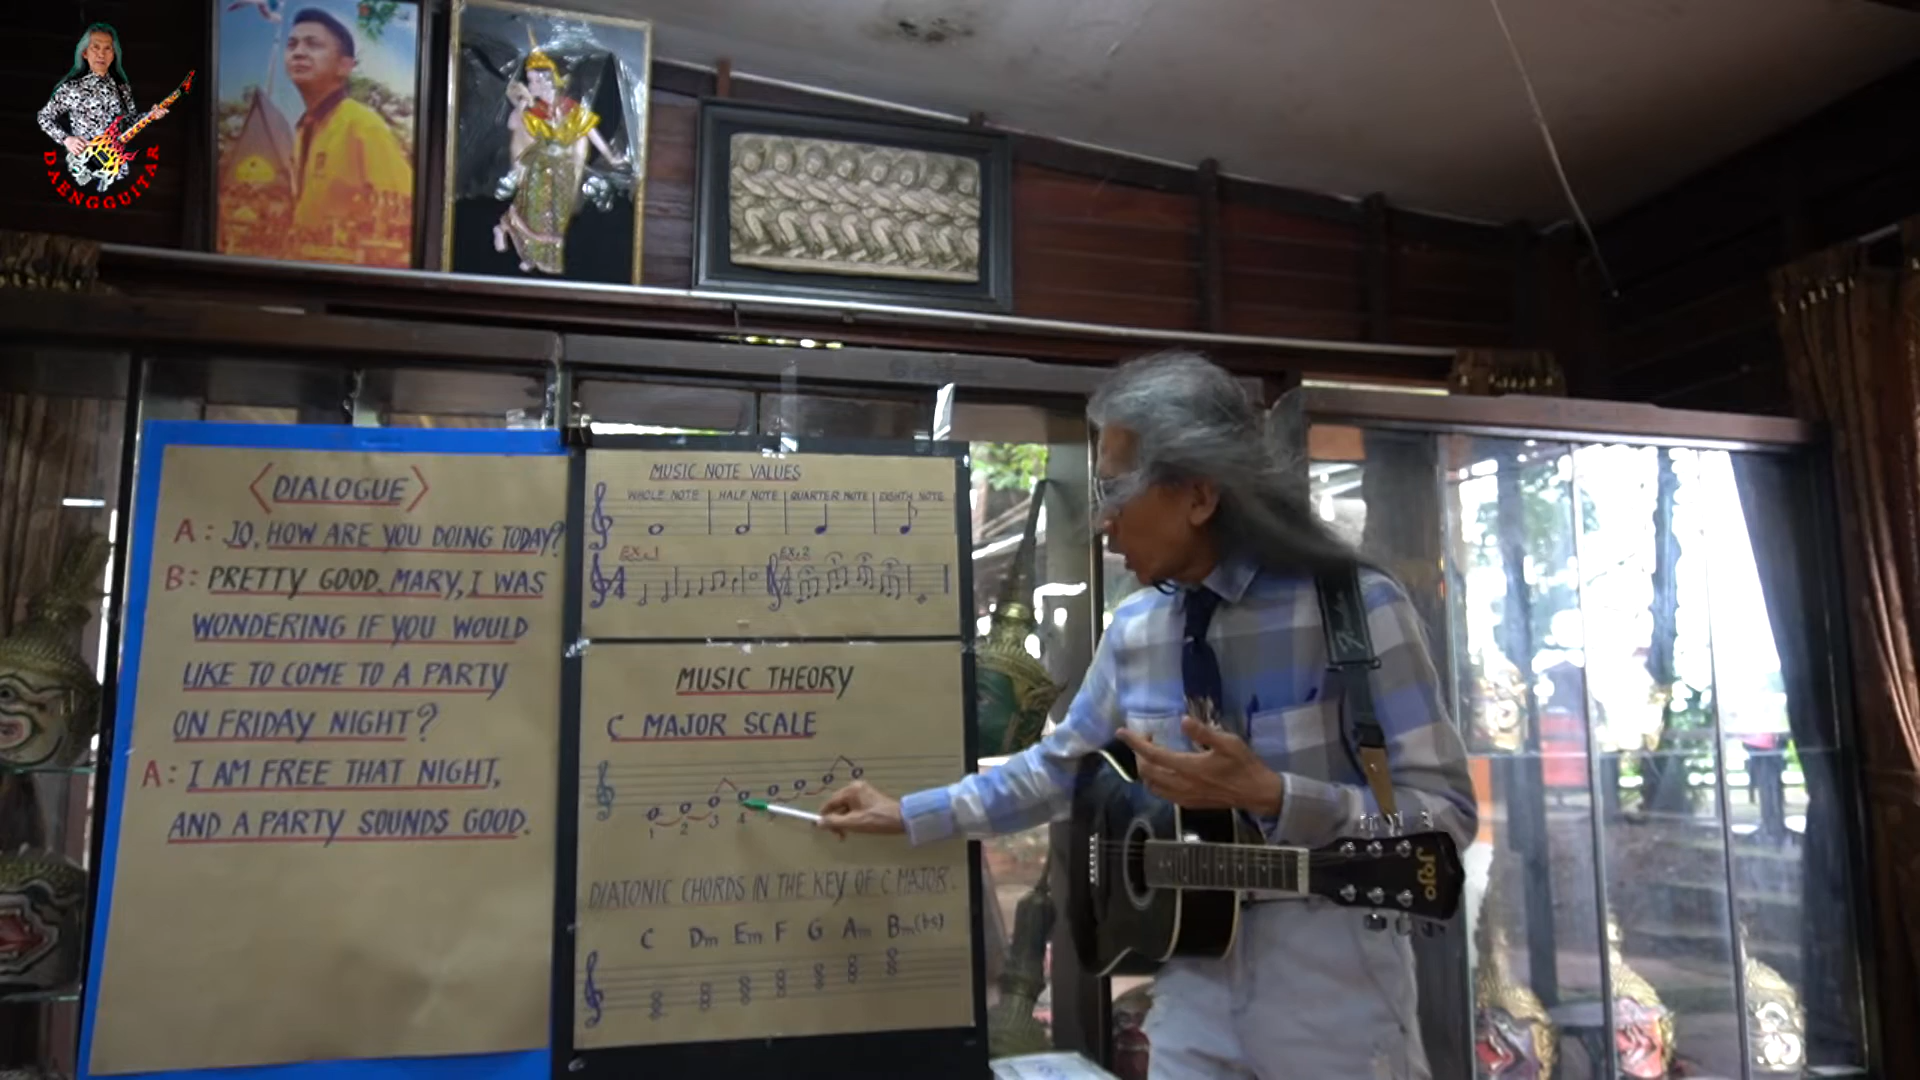 DAENGGUITAR
<DIALOGUE>
A: JO, HOW ARE YOU DOING TODAY?
B: PRETTY GOOD. MARY, I WAS
WONDERING IF YOU WOULD
LIKE TO COME TO A PARTY
ON FRIDAY NIGHT?
A: I AM FREE THAT NIGHT,
AND A PARTY SOUNDS GOOD.
MUSIC NOTE VALUES
WHOLE NOTE HALF NOTE QUARTER NOTE EIGHTH NOTE
EX.1 EX.2
MUSIC THEORY
C MAJOR SCALE
1 2 3 4
DIATONIC CHORDS IN THE KEY OF C MAJOR.
C Dm Em F G Am Bm(b5)
JoJo